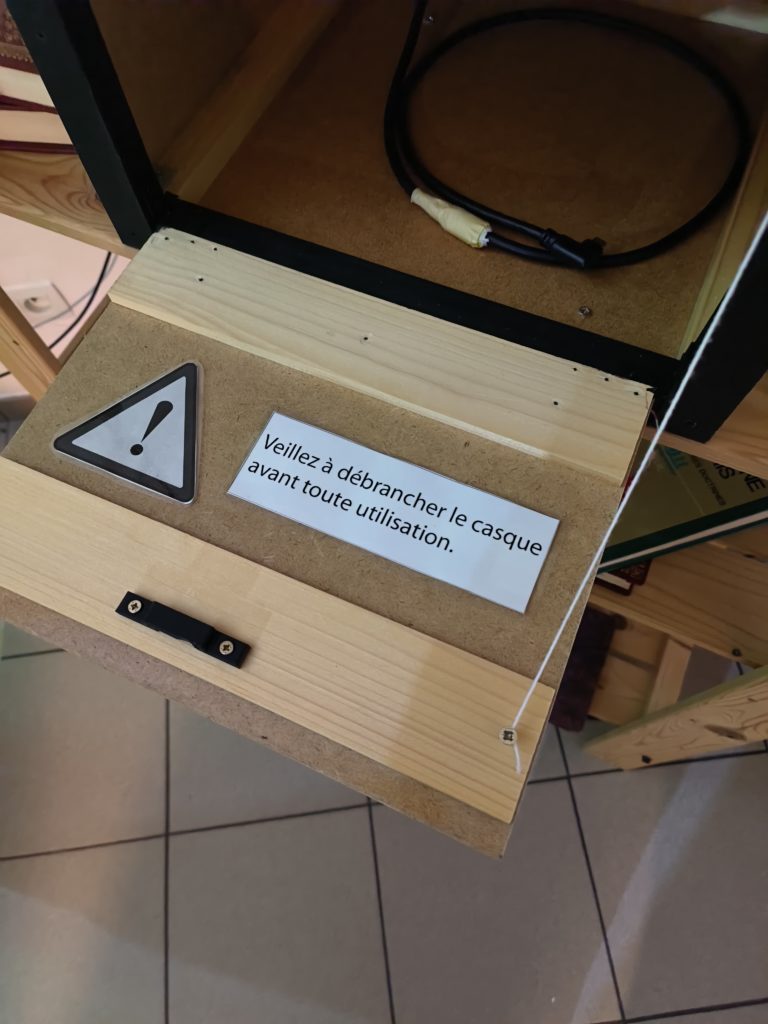 Veillez à débrancher le casque
avant toute utilisation.